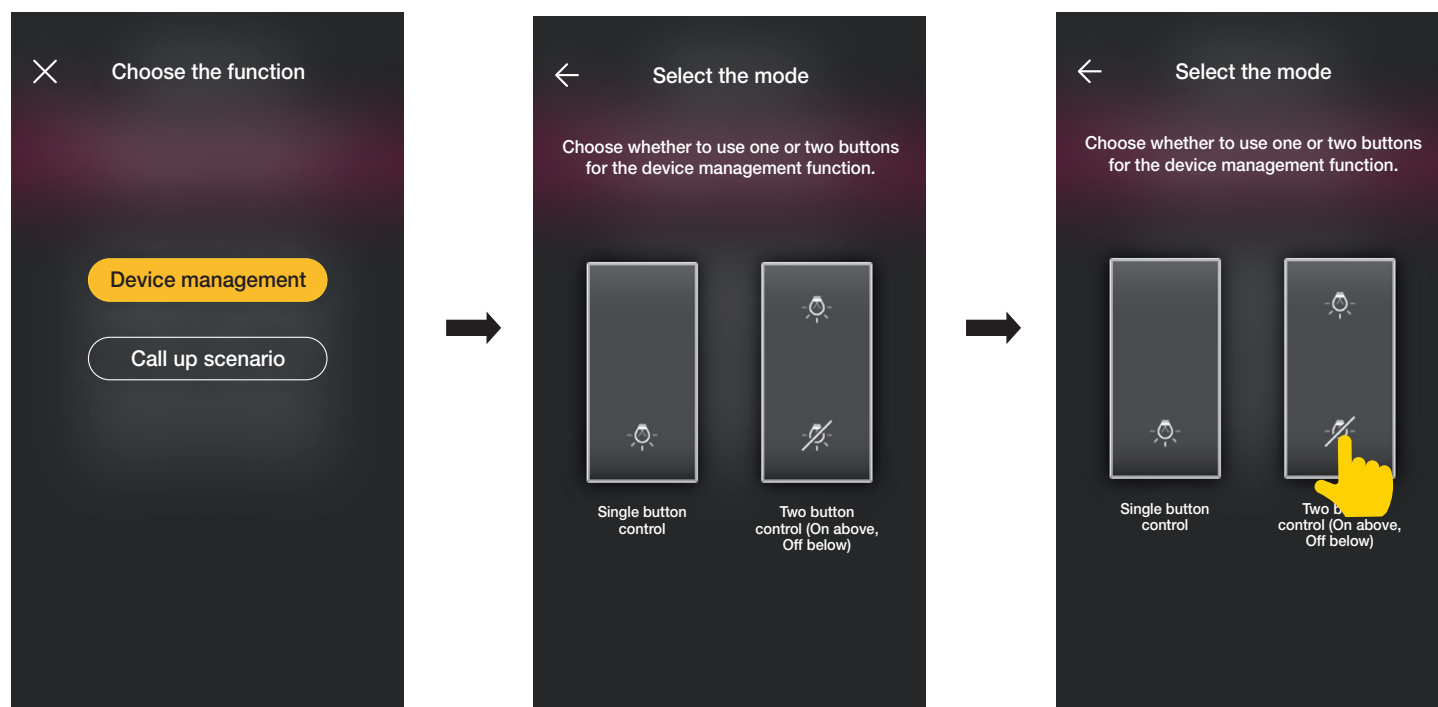 Choose the function
Device management
Call up scenario
Select the mode
Choose whether to use one or two buttons
for the device management function.
Single button
control
Two button
control (On above,
Off below)
Select the mode
Choose whether to use one or two buttons
for the device management function.
Single button
control
Two b
control (On above,
Off below)